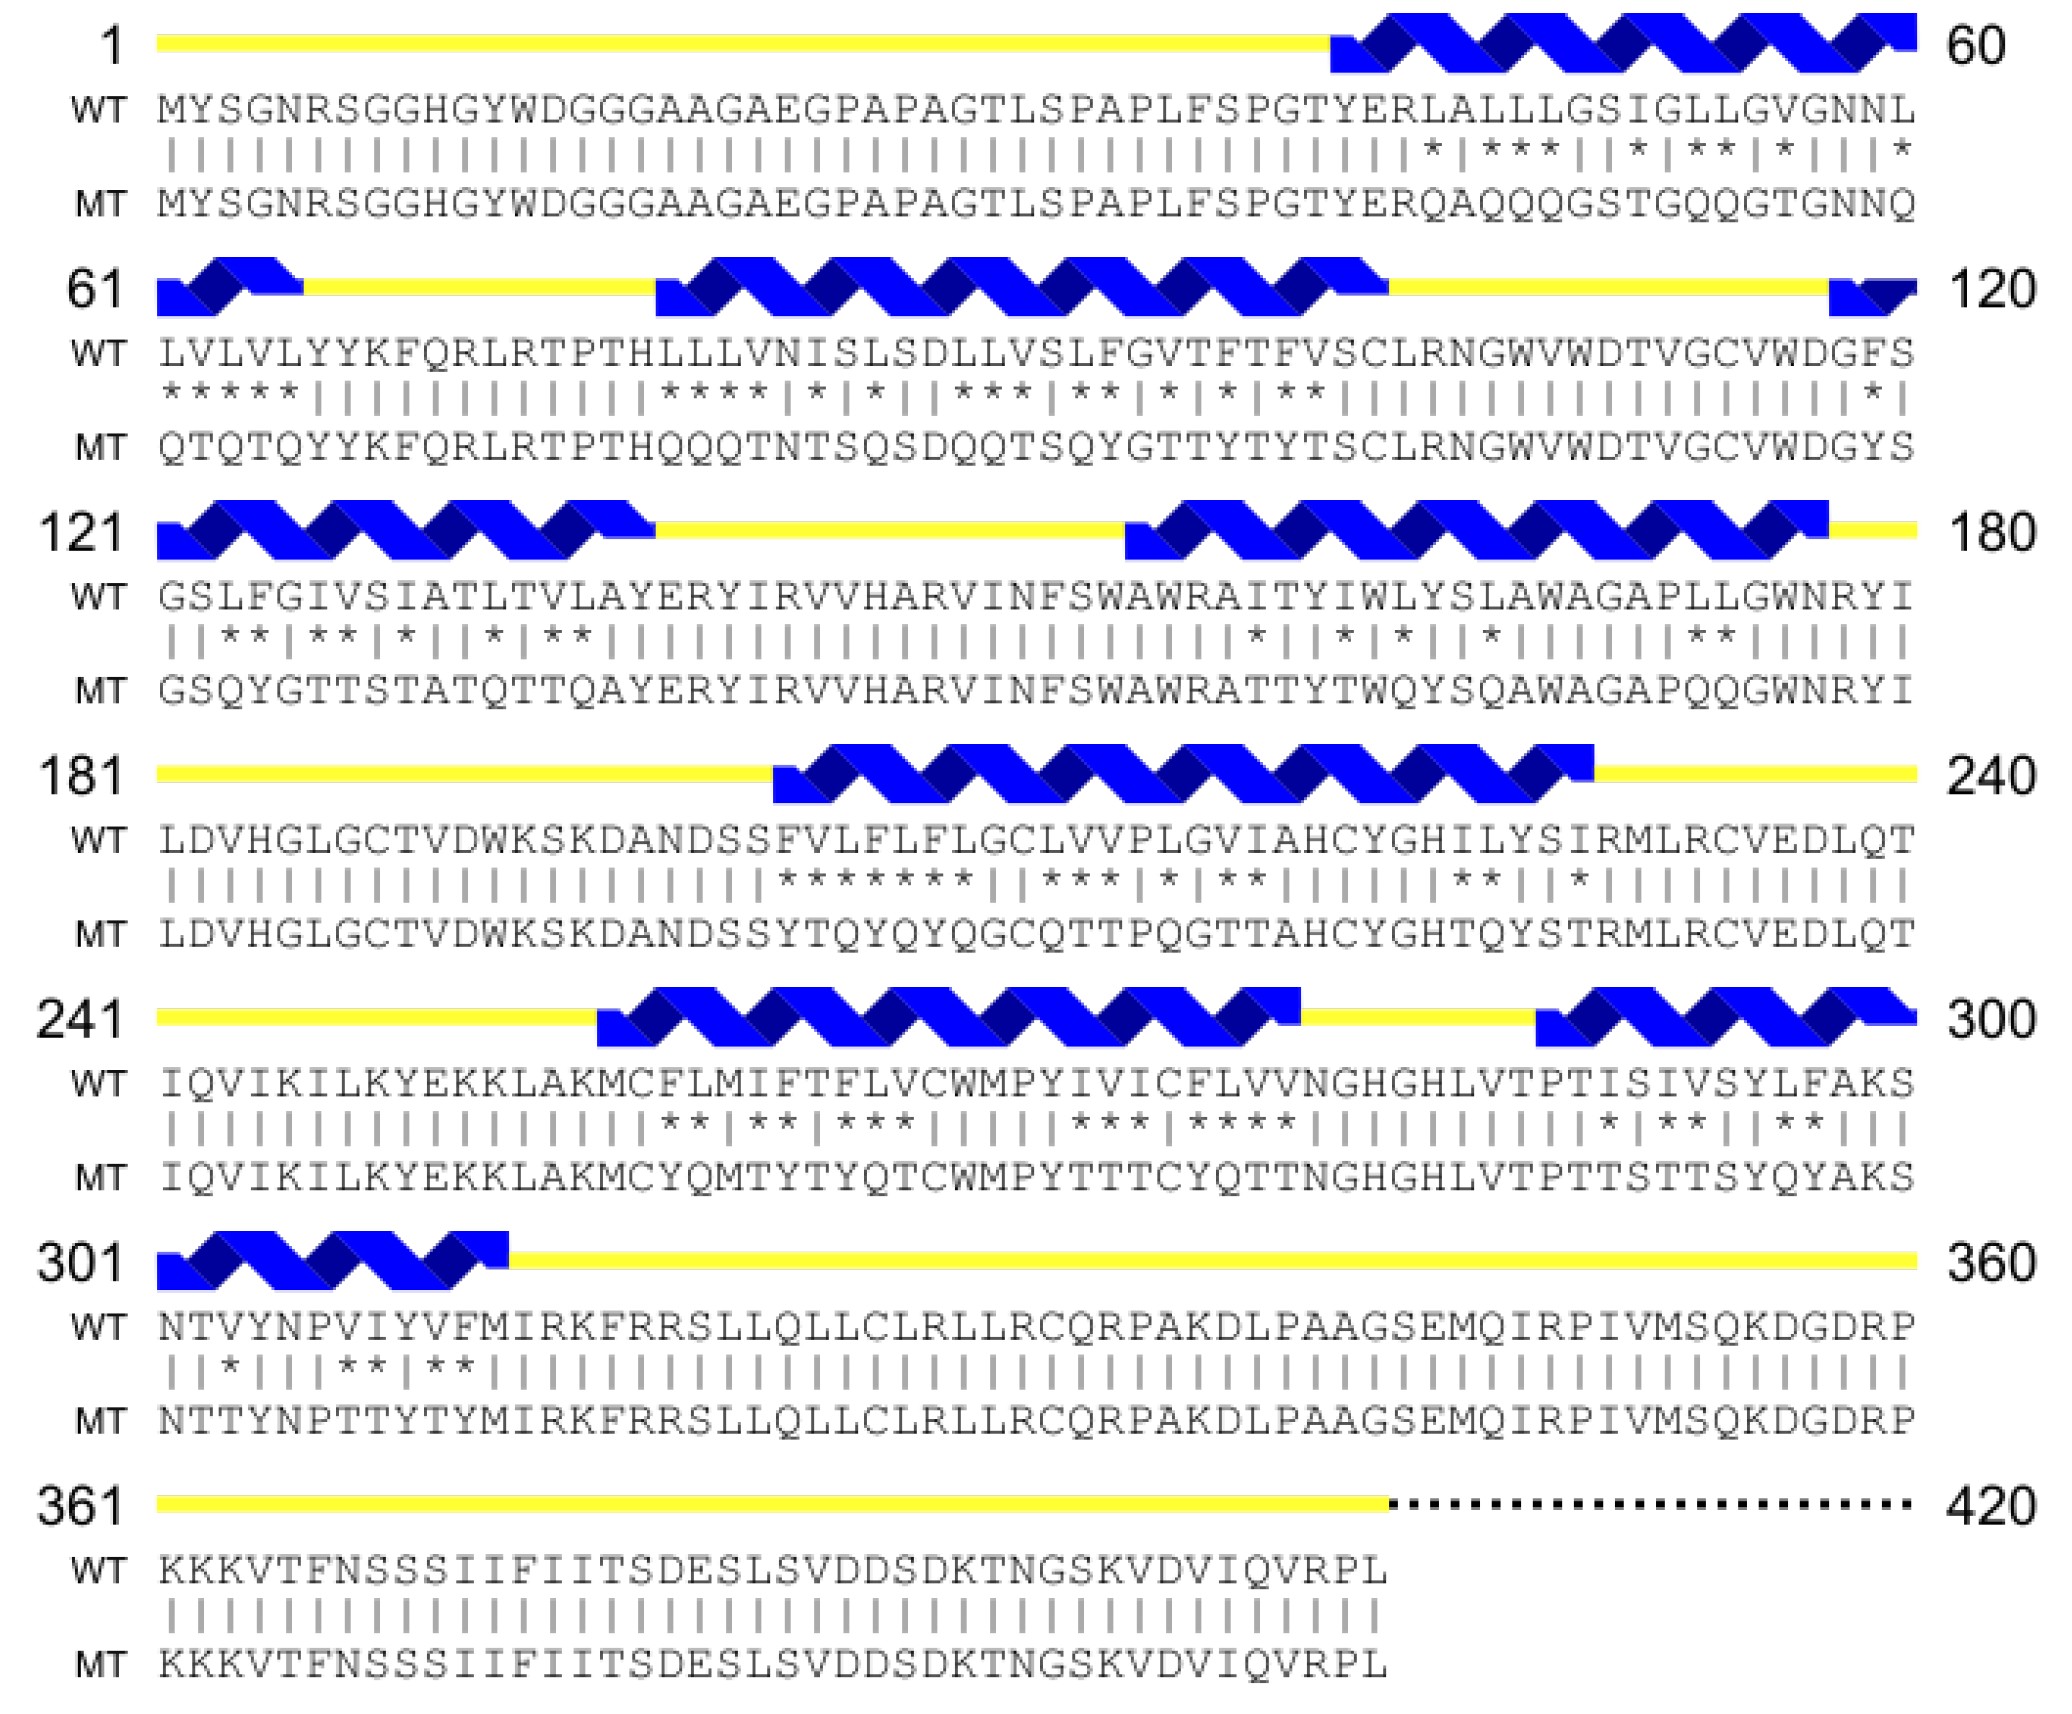 1 60
WT MYSGNRSGGHGYWDGGGAAGAEGPAPAGTLSPAPLFSPGTYERLALLLGSIGLLGVGNNL
||||||||||||||||||||||||||||||||||||||||||| *|***||*|**|*|||*
MT MYSGNRSGGHGYWDGGGAAGAEGPAPAGTLSPAPLFSPGTYERQAQQQGSTGQQGTGNNQ
61 120
WT LVLVLYYKFQRLRTPTHLLLVNISLSDLLVSLFGVTFTFVSCLRNGWVWDTVGCVWDGFS
*****||||||||||||****|*|*||***|**|*|*|**||||||||||||||||||*|
MT QTQTQYYKFQRLRTPTHQQQTNTSQSDQQTSQYGTTYTYTSCLRNGWVWDTVGCVWDGYS
121 180
WT GSLFGIVSIATLTVLAYERYIRVVHARVINFSWAWRAITYIWLYSLAWAGAPLLGWNRYI
||**|**|*||*|**||||||||||||||||||||||*||*|*||*||||||**||||||
MT GSQYGTTSTATQTTQAYERYIRVVHARVINFSWAWRATTYTWQYSQAWAGAPQQGWNRYI
181 240
WT LDVHGLGCTVDWKSKDANDSSFVLFLFLGCLVVPLGVIAHCYGHILYSIRMLRCVEDLQT
|||||||||||||||||||||*******||***|*|**||||||**||*|||||||||||
MT LDVHGLGCTVDWKSKDANDSSYTQYQYQGCQTTPQGTTAHCYGHTQYSTRMLRCVEDLQT
241 300
WT IQVIKILKYEKKLAKMCFLMIFTFLVCWMPYIVICFLVVNGHGHLVTPTISIVSYLFAKS
|||||||||||||||||**|**|***|||||***|****||||||||||*|**||**|||
MT IQVIKILKYEKKLAKMCYQMTYTYQTCWMPYTTTCYQTTNGHGHLVTPTTSTTSYQYAKS
301 360
WT NTVYNPVIYVFMIRKFRRSLLQLLCLRLLRCQRPAKDLPAAGSEMQIRPIVMSQKDGDRP
||*|||**|**|||||||||||||||||||||||||||||||||||||||||||||||||
MT NTTYNPTTYTYMIRKFRRSLLQLLCLRLLRCQRPAKDLPAAGSEMQIRPIVMSQKDGDRP
361 420
WT KKKVTFNSSSIIFIITSDESLSVDDSDKTNGSKVDVIQVRPL
||||||||||||||||||||||||||||||||||||||||||
MT KKKVTFNSSSIIFIITSDESLSVDDSDKTNGSKVDVIQVRPL